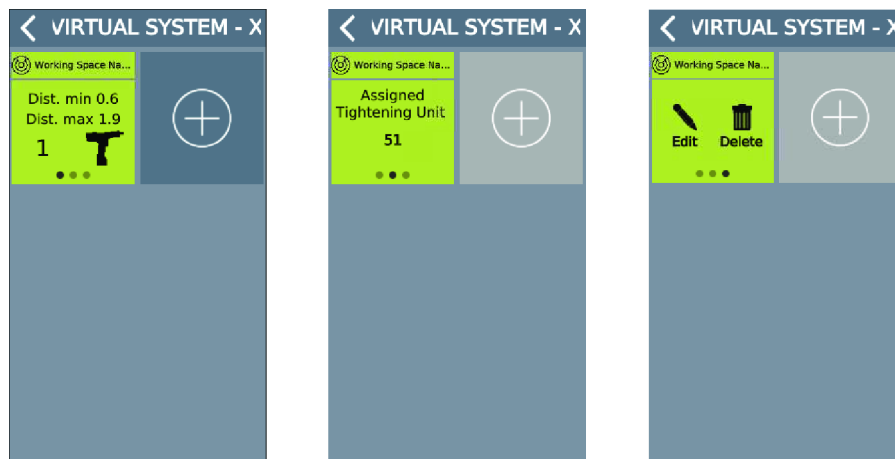 VIRTUAL SYSTEM - X
Working Space Na...
Dist. min 0.6
Dist. max 1.9
1
VIRTUAL SYSTEM - X
Working Space Na...
Assigned
Tightening Unit
51
VIRTUAL SYSTEM - X
Working Space Na...
Edit Delete